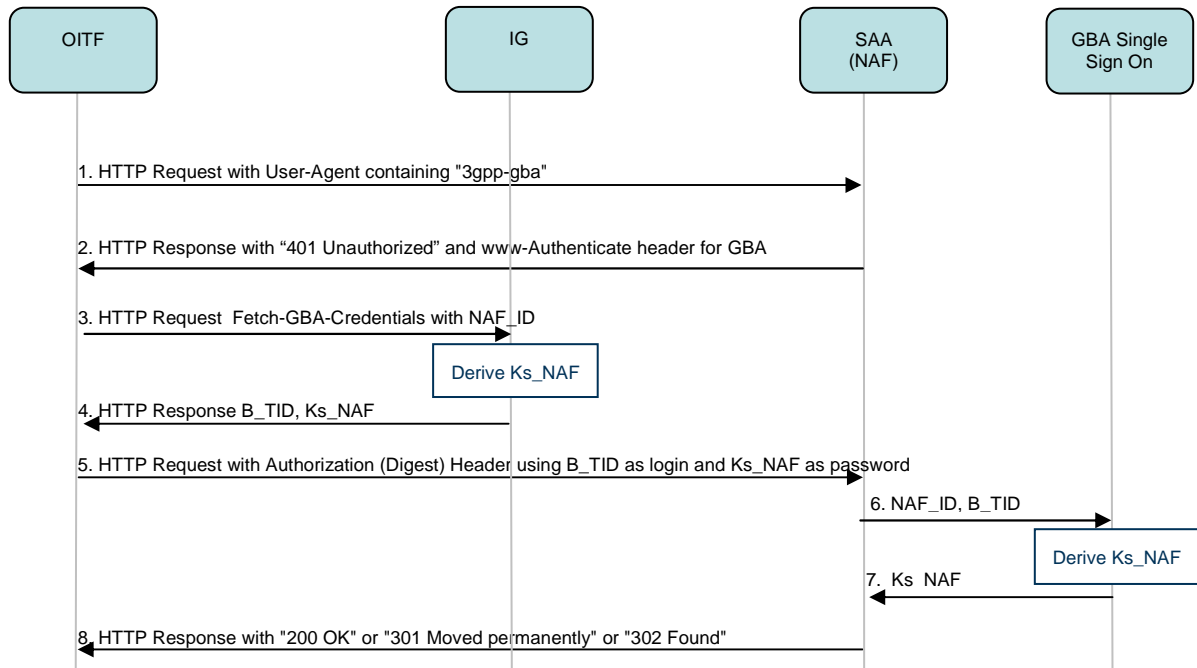 OITF
IG
SAA
(NAF)
GBA Single
Sign On
1. HTTP Request with User-Agent containing "3gpp-gba"
2. HTTP Response with “401 Unauthorized” and www-Authenticate header for GBA
3. HTTP Request  Fetch-GBA-Credentials with NAF_ID
Derive Ks_NAF
4. HTTP Response B_TID, Ks_NAF
5. HTTP Request with Authorization (Digest) Header using B_TID as login and Ks_NAF as password
6. NAF_ID, B_TID
Derive Ks_NAF
7.  Ks_NAF
8. HTTP Response with "200 OK" or "301 Moved permanently" or "302 Found"